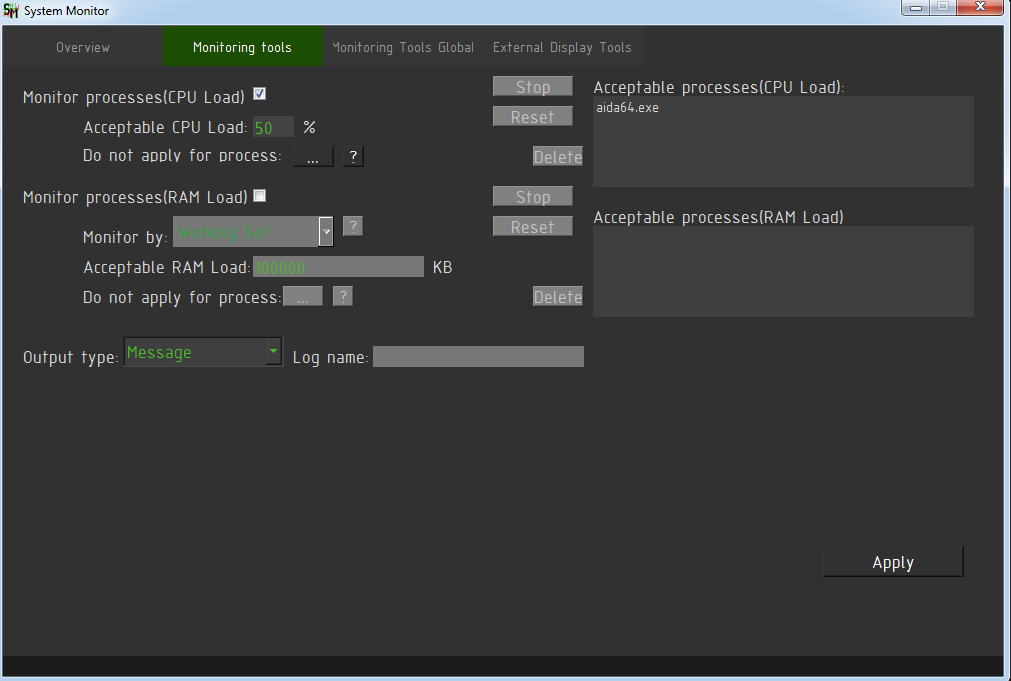 SM System Monitor
Overview Monitoring tools Monitoring Tools Global External Display Tools
Monitor processes(CPU Load) Stop Acceptable processes(CPU Load):
Acceptable CPU Load: 50 % Reset aida64.exe
Do not apply for process: ... ? Delete
Monitor processes(RAM Load) Stop
Monitor by: Working Set ? Reset Acceptable processes(RAM Load)
Acceptable RAM Load: 100000 KB
Do not apply for process: ... ? Delete
Output type: Message Log name:
Apply